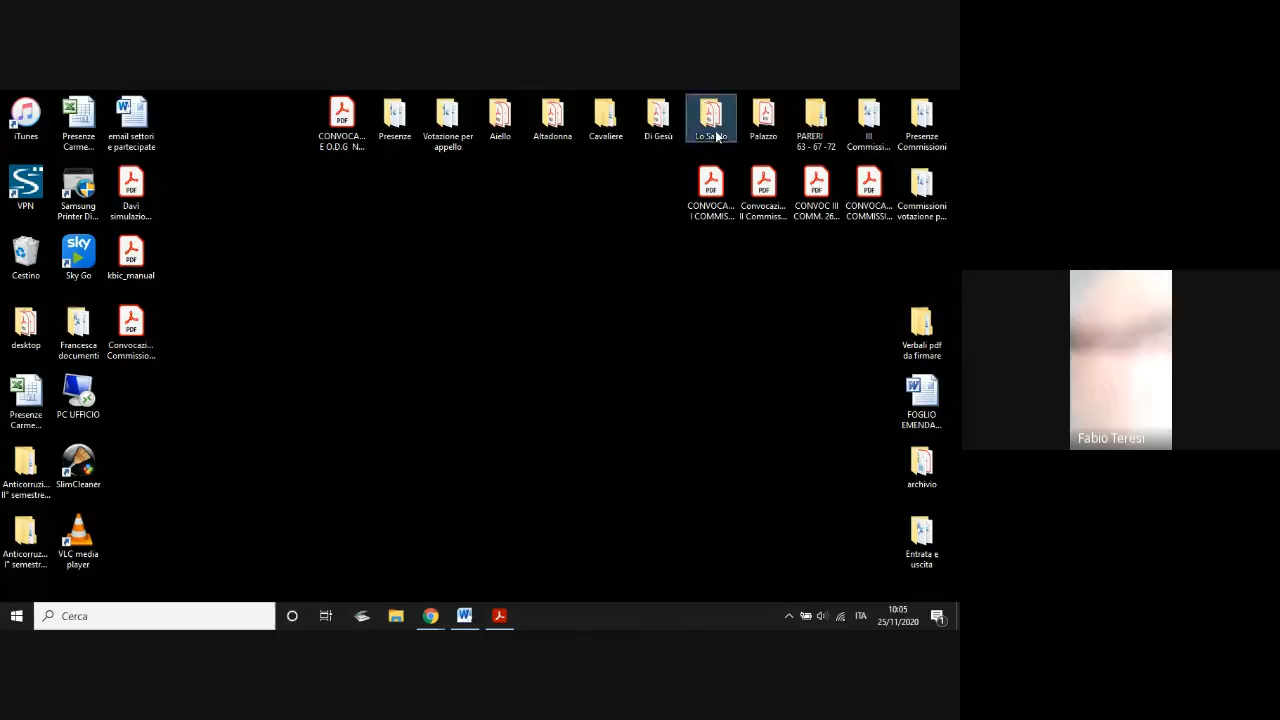 iTunes
Presenze Carme...
email settori e partecipate
CONVOCA... E O.D.G N...
Presenze
Votazione per appello
Aiello
Altadonna
Cavaliere
Di Gesù
Palazzo
PARERI 63 - 67 -72
III Commissi...
Presenze Commissioni
VPN
Samsung Printer Di...
Davì simulazio...
CONVOCA... I COMMIS...
Convocazi... II Commiss...
CONVOC III COMM. 26...
CONVOCA... COMMISSI...
Commissioni votazione p...
Cestino
Sky Go
kbic_manual
desktop
Francesca documenti
Convocazi... Commissio...
Verbali pdf da firmare
Presenze Carme...
PC UFFICIO
FOGLIO EMENDA...
Anticorruzi... II° semestre...
SlimCleaner
archivio
Anticorruz... I° semestr...
VLC media player
Entrata e uscita
Fabio Teresi
Cerca
ITA
10:05
25/11/2020